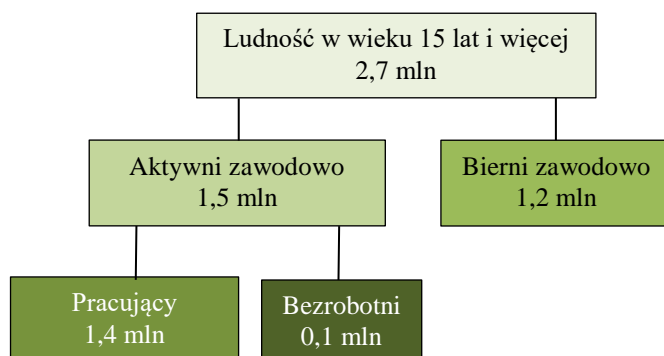 Ludność w wieku 15 lat i więcej
2,7 mln
Aktywni zawodowo
1,5 mln
Bierni zawodowo
1,2 mln
Pracujący
1,4 mln
Bezrobotni
0,1 mln